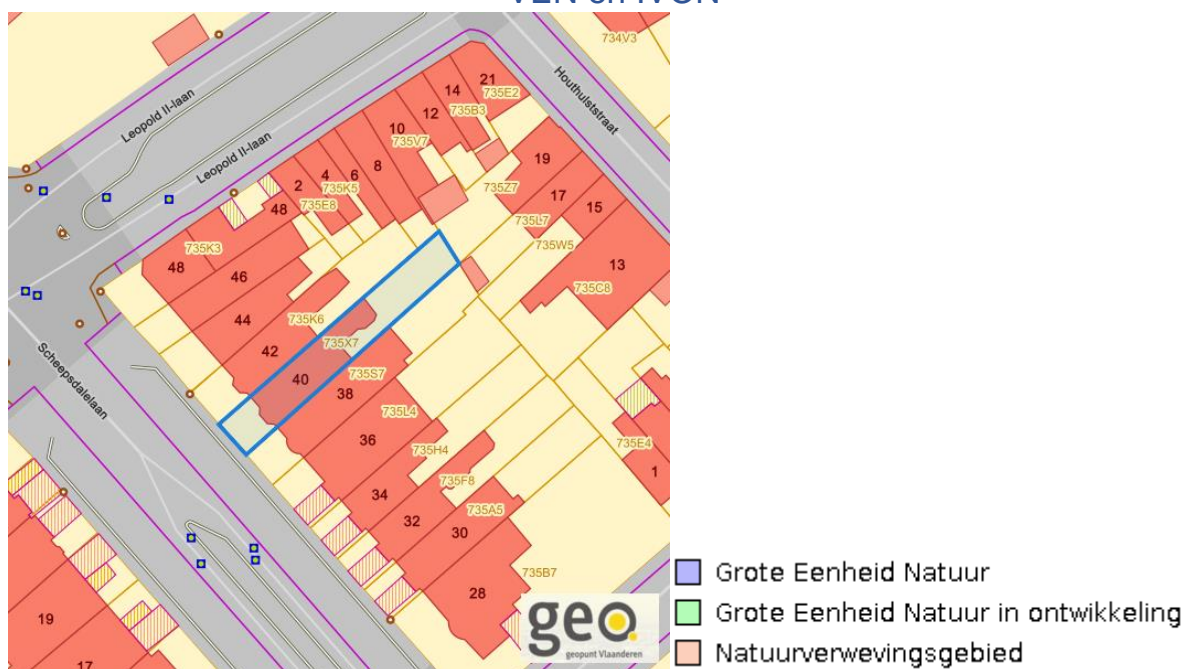 VEN en IVON
734V3
Leopold II-laan
Houthulststraat
21
735E2
14
735B3
12
10
735V7
Leopold II-laan
8
6
4
735K5
2
735E8
48
19
735Z7
17
735L7
15
735W5
735K3
48
46
13
735C8
44
735K6
42
735X7
40
735S7
38
Scheepsdalelaan
735L4
36
735H4
735E4
1
735F8
34
735A5
32
30
735B7
28
19
17
geo
geopunt Vlaanderen
Grote Eenheid Natuur
Grote Eenheid Natuur in ontwikkeling
Natuurverwevingsgebied